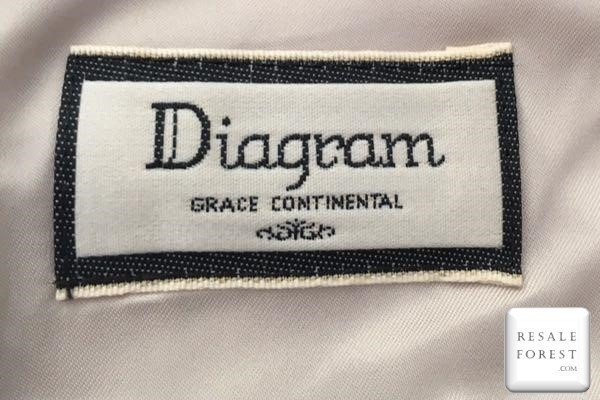 Diagram
GRACE CONTINENTAL
RESALE
FOREST
.COM